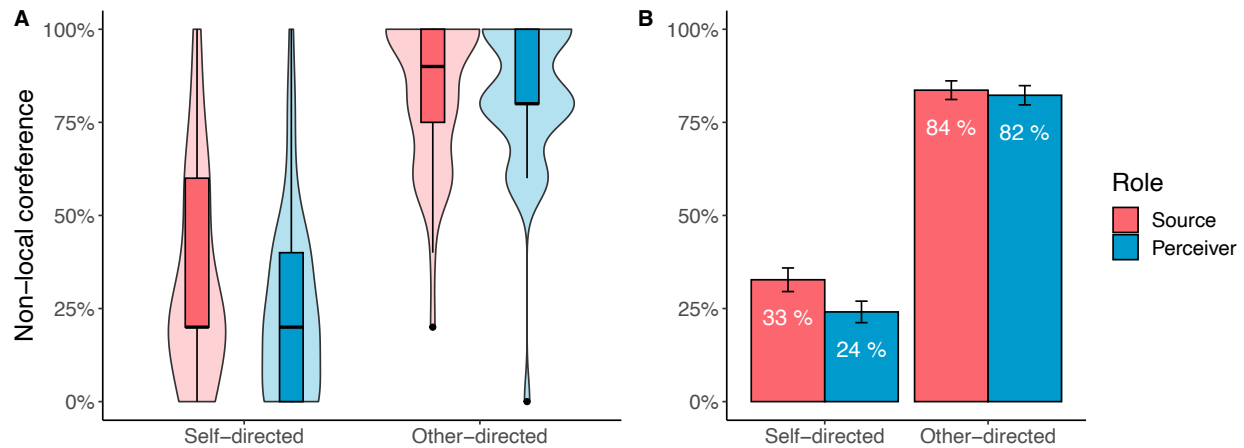 A
Non-local coreference
100%
75%
50%
25%
0%
Self-directed
Other-directed
B
100%
75%
50%
25%
0%
33 %
24 %
84 %
82 %
Self-directed
Other-directed
Role
Source
Perceiver